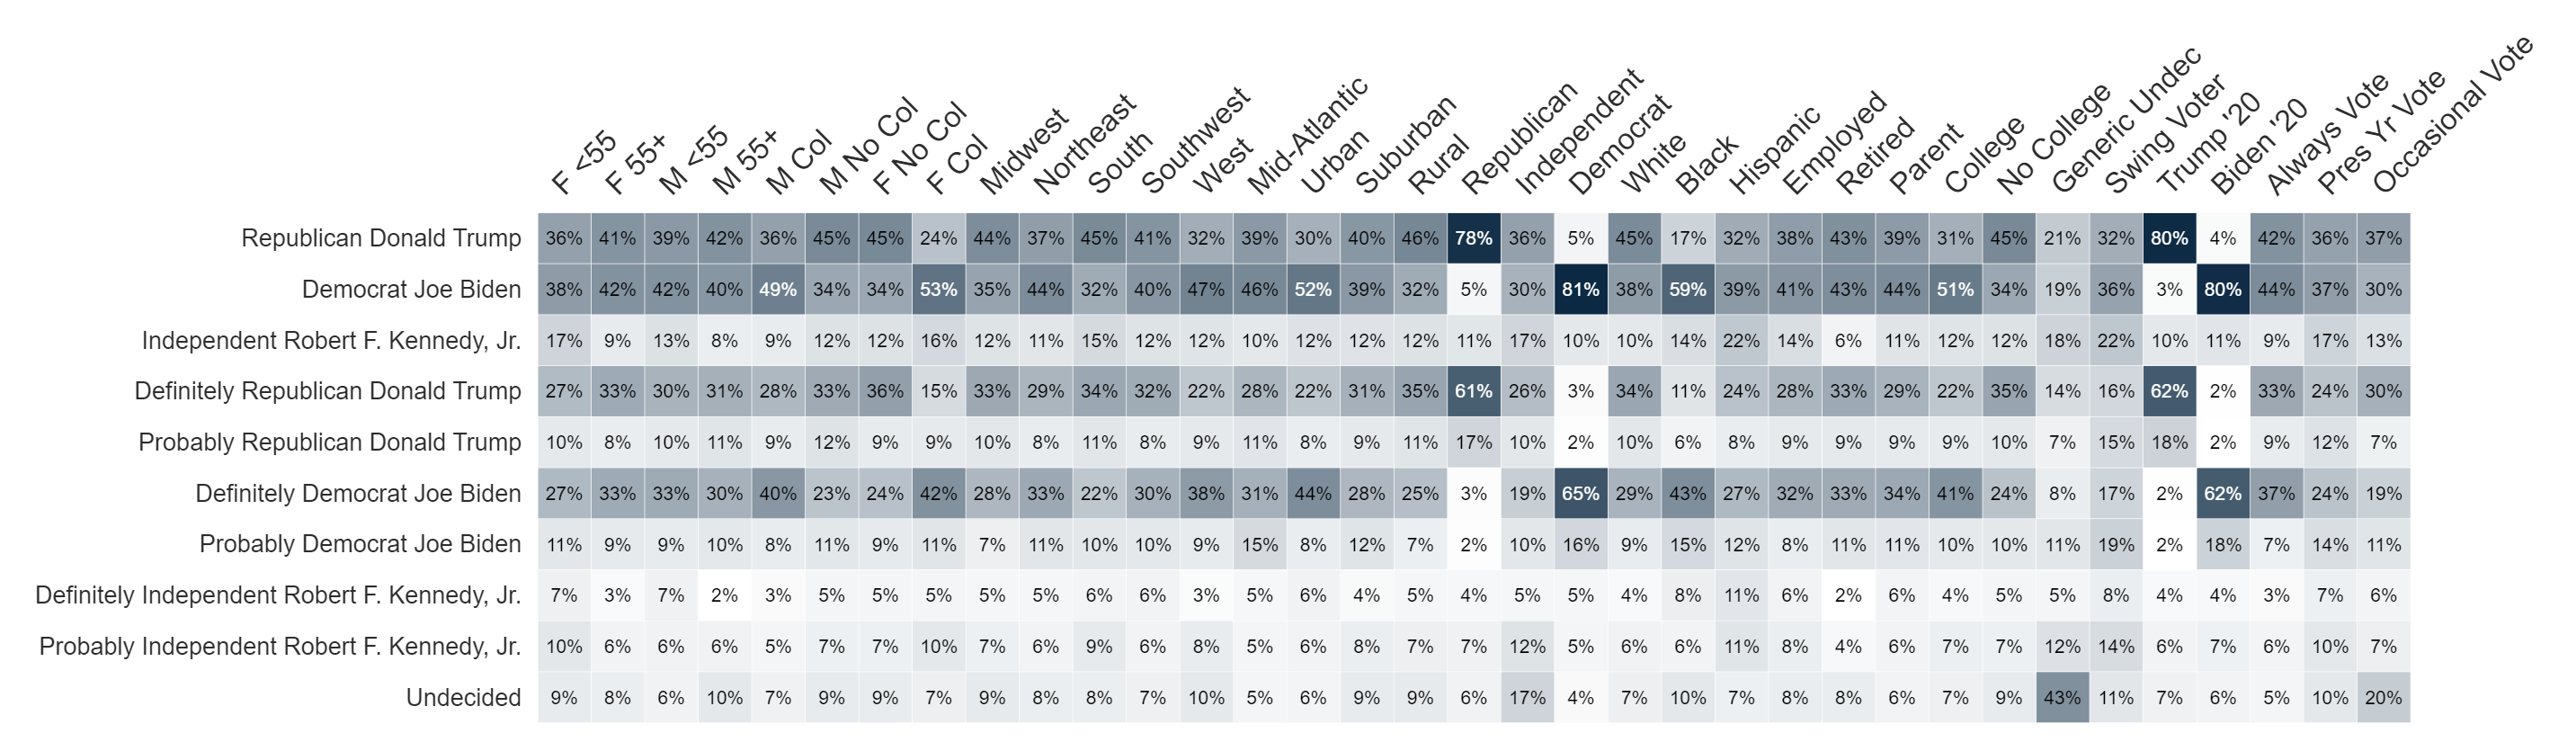 F <55 F 55+ M <55 M 55+ M Col M No Col F No Col F Col Midwest Northeast South Southwest West Mid-Atlantic Urban Suburban Rural Republican Independent Democrat White Black Hispanic Employed Retired Parent College No College Generic Undec Swing Voter Trump '20 Biden '20 Always Vote Pres Yr Vote Occasional Vote
Republican Donald Trump 36% 41% 39% 42% 36% 45% 45% 24% 44% 37% 45% 41% 32% 39% 30% 40% 46% 78% 36% 5% 45% 17% 32% 38% 43% 39% 31% 45% 21% 32% 80% 4% 42% 36% 37%
Democrat Joe Biden 38% 42% 42% 40% 49% 34% 34% 53% 35% 44% 32% 40% 47% 46% 52% 39% 32% 5% 30% 81% 38% 59% 39% 41% 43% 44% 51% 34% 19% 36% 3% 80% 44% 37% 30%
Independent Robert F. Kennedy, Jr. 17% 9% 13% 8% 9% 12% 12% 16% 12% 11% 15% 12% 12% 10% 12% 12% 12% 11% 17% 10% 10% 14% 22% 14% 6% 11% 12% 12% 18% 22% 10% 11% 9% 17% 13%
Definitely Republican Donald Trump 27% 33% 30% 31% 28% 33% 36% 15% 33% 29% 34% 32% 22% 28% 22% 31% 35% 61% 26% 3% 34% 11% 24% 28% 33% 29% 22% 35% 14% 16% 62% 2% 33% 24% 30%
Probably Republican Donald Trump 10% 8% 10% 11% 9% 12% 9% 9% 10% 8% 11% 8% 9% 11% 8% 9% 11% 17% 10% 2% 10% 6% 8% 9% 9% 9% 9% 10% 7% 15% 18% 2% 9% 12% 7%
Definitely Democrat Joe Biden 27% 33% 33% 30% 40% 23% 24% 42% 28% 33% 22% 30% 38% 31% 44% 28% 25% 3% 19% 65% 29% 43% 27% 32% 33% 34% 41% 24% 8% 17% 2% 62% 37% 24% 19%
Probably Democrat Joe Biden 11% 9% 9% 10% 8% 11% 9% 11% 7% 11% 10% 10% 9% 15% 8% 12% 7% 2% 10% 16% 9% 15% 12% 8% 11% 11% 10% 10% 11% 19% 2% 18% 7% 14% 11%
Definitely Independent Robert F. Kennedy, Jr. 7% 3% 7% 2% 3% 5% 5% 5% 5% 5% 6% 6% 3% 5% 6% 4% 5% 4% 5% 5% 4% 8% 11% 6% 2% 6% 4% 5% 5% 8% 4% 4% 3% 7% 6%
Probably Independent Robert F. Kennedy, Jr. 10% 6% 6% 6% 5% 7% 7% 10% 7% 6% 9% 6% 8% 5% 6% 8% 7% 7% 12% 5% 6% 6% 11% 8% 4% 6% 7% 7% 12% 14% 6% 7% 6% 10% 7%
Undecided 9% 8% 6% 10% 7% 9% 9% 7% 9% 8% 8% 7% 10% 5% 6% 9% 9% 6% 17% 4% 7% 10% 7% 8% 8% 6% 7% 9% 43% 11% 7% 6% 5% 10% 20%